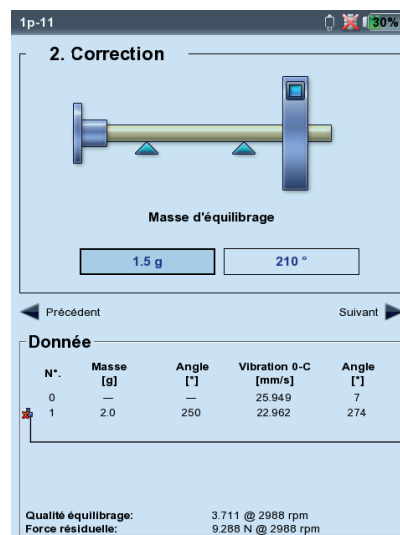 1p-11 30%
2. Correction
Masse d'équilibrage
1.5 g 210 °
Précédent Suivant
Donnée
N°. Masse Angle Vibration 0-C Angle
[g] [°] [mm/s] [°]
0 — — 25.949 7
1 2.0 250 22.962 274
Qualité équilibrage: 3.711 @ 2988 rpm
Force résiduelle: 9.288 N @ 2988 rpm